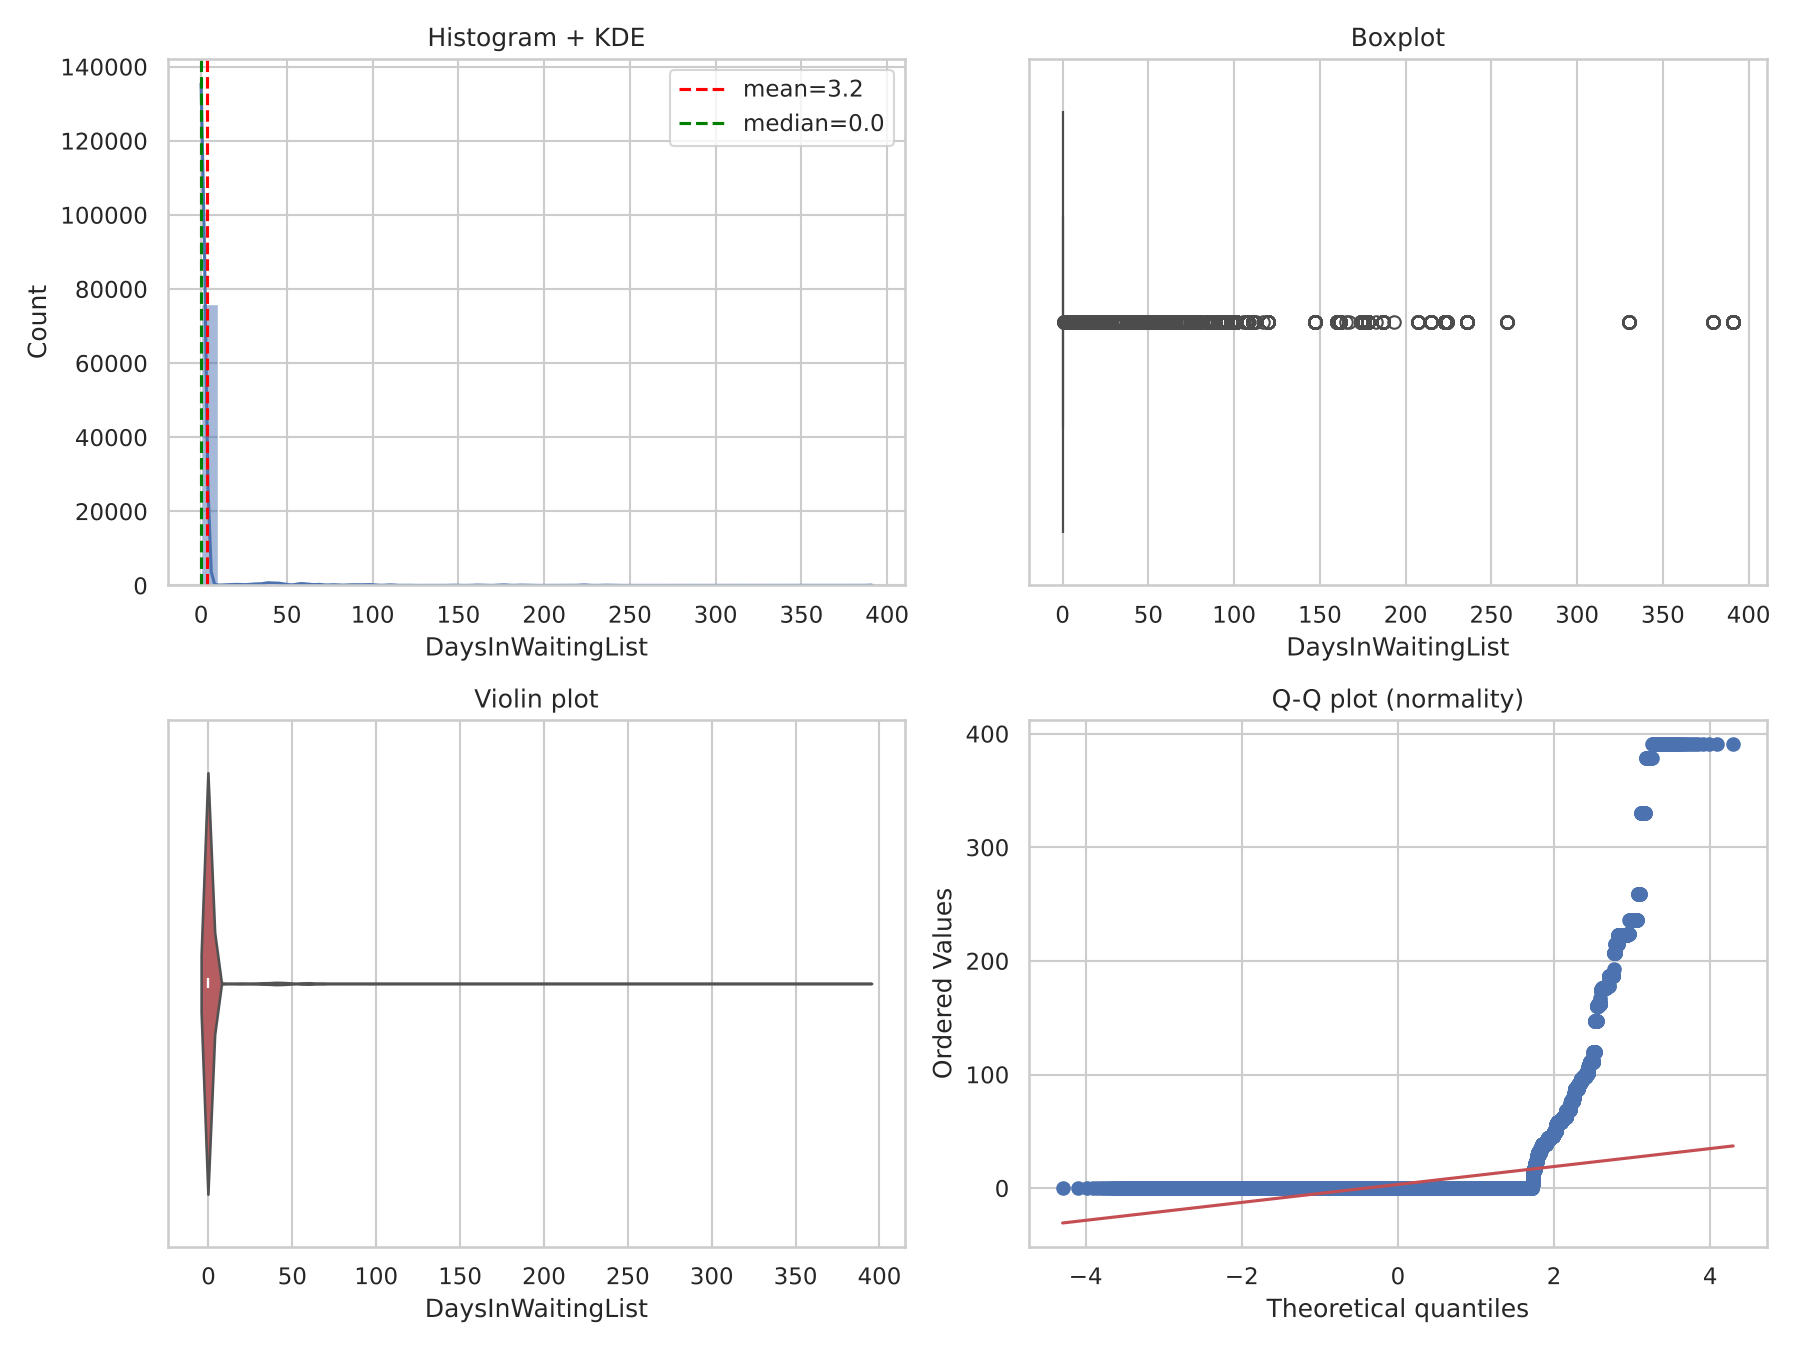 Histogram + KDE
140000
120000
100000
80000
60000
40000
20000
0
Count
mean=3.2
median=0.0
0 50 100 150 200 250 300 350 400
DaysInWaitingList
Boxplot
0 50 100 150 200 250 300 350 400
DaysInWaitingList
Violin plot
0 50 100 150 200 250 300 350 400
DaysInWaitingList
Q-Q plot (normality)
400
300
200
100
0
Ordered Values
−4 −2 0 2 4
Theoretical quantiles